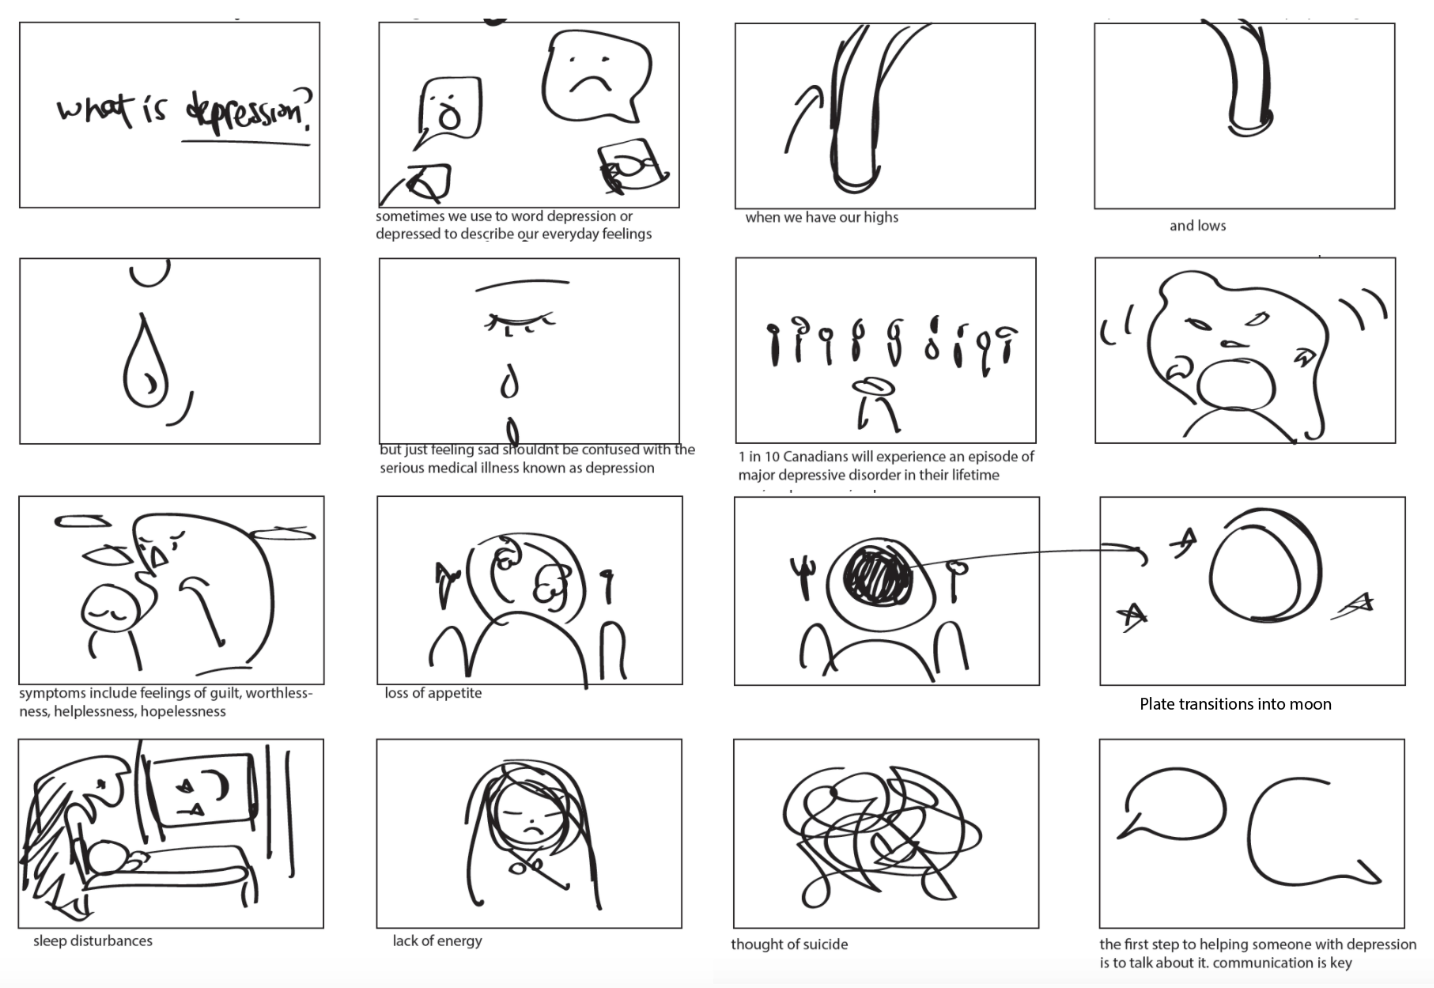 what is depression?
sometimes we use to word depression or
depressed to describe our everyday feelings
when we have our highs
and lows
but just feeling sad shouldnt be confused with the
serious medical illness known as depression
1 in 10 Canadians will experience an episode of
major depressive disorder in their lifetime
symptoms include feelings of guilt, worthless-
ness, helplessness, hopelessness
loss of appetite
Plate transitions into moon
sleep disturbances
lack of energy
thought of suicide
the first step to helping someone with depression
is to talk about it. communication is key